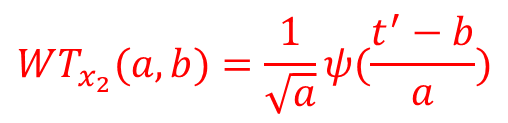 WT_{x_2}(a,b) = \frac{1}{\sqrt{a}} ψ(\frac{t' − b}{a})